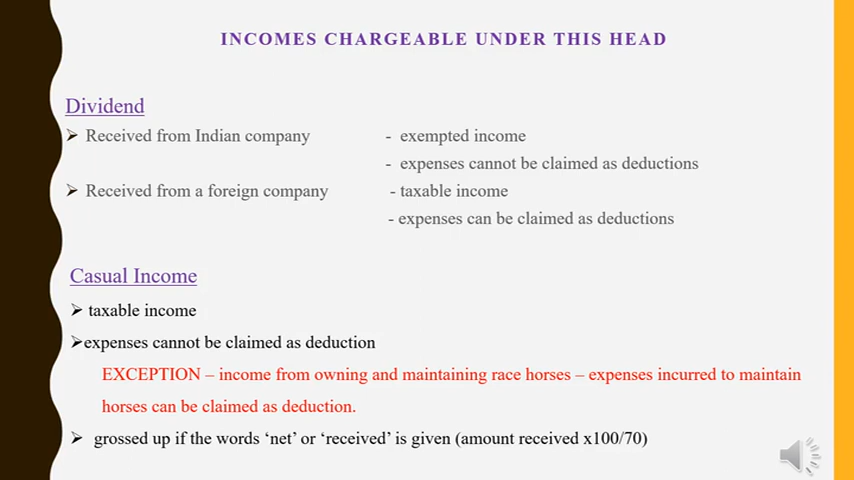 INCOMES CHARGEABLE UNDER THIS HEAD
Dividend
➢ Received from Indian company - exempted income
- expenses cannot be claimed as deductions
➢ Received from a foreign company - taxable income
- expenses can be claimed as deductions
Casual Income
➢ taxable income
➢expenses cannot be claimed as deduction
EXCEPTION – income from owning and maintaining race horses – expenses incurred to maintain
horses can be claimed as deduction.
➢ grossed up if the words ‘net’ or ‘received’ is given (amount received x100/70)